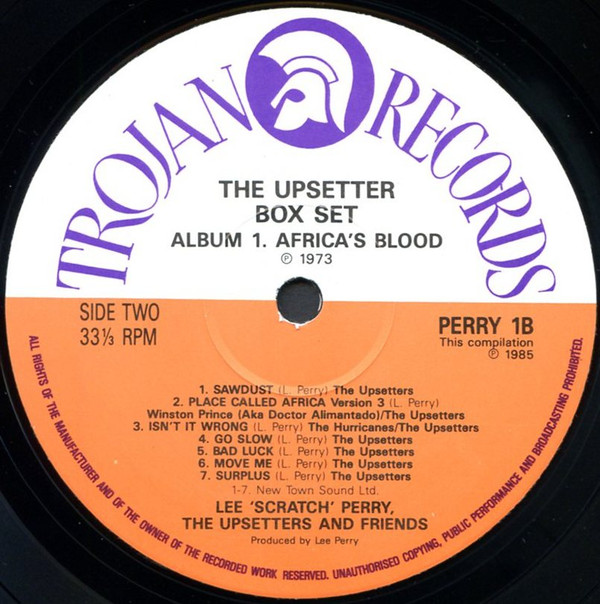 TROJAN RECORDS
THE UPSETTER
BOX SET
ALBUM 1. AFRICA'S BLOOD
℗ 1973
SIDE TWO
33⅓ RPM
PERRY 1B
This compilation
℗ 1985
1. SAWDUST (L. Perry) The Upsetters
2. PLACE CALLED AFRICA Version 3 (L. Perry)
Winston Prince (Aka Doctor Alimantado)/The Upsetters
3. ISN'T IT WRONG (L. Perry) The Hurricanes/The Upsetters
4. GO SLOW (L. Perry) The Upsetters
5. BAD LUCK (L. Perry) The Upsetters
6. MOVE ME (L. Perry) The Upsetters
7. SURPLUS (L. Perry) The Upsetters
1-7. New Town Sound Ltd.
LEE 'SCRATCH' PERRY,
THE UPSETTERS AND FRIENDS
Produced by Lee Perry
ALL RIGHTS OF THE MANUFACTURER AND OF THE OWNER OF THE RECORDED WORK RESERVED. UNAUTHORISED COPYING, PUBLIC PERFORMANCE AND BROADCASTING PROHIBITED.